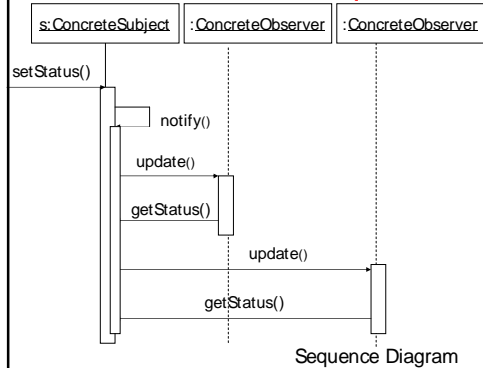 s:ConcreteSubject :ConcreteObserver :ConcreteObserver
setStatus()
notify()
update()
getStatus()
update()
getStatus()
Sequence Diagram